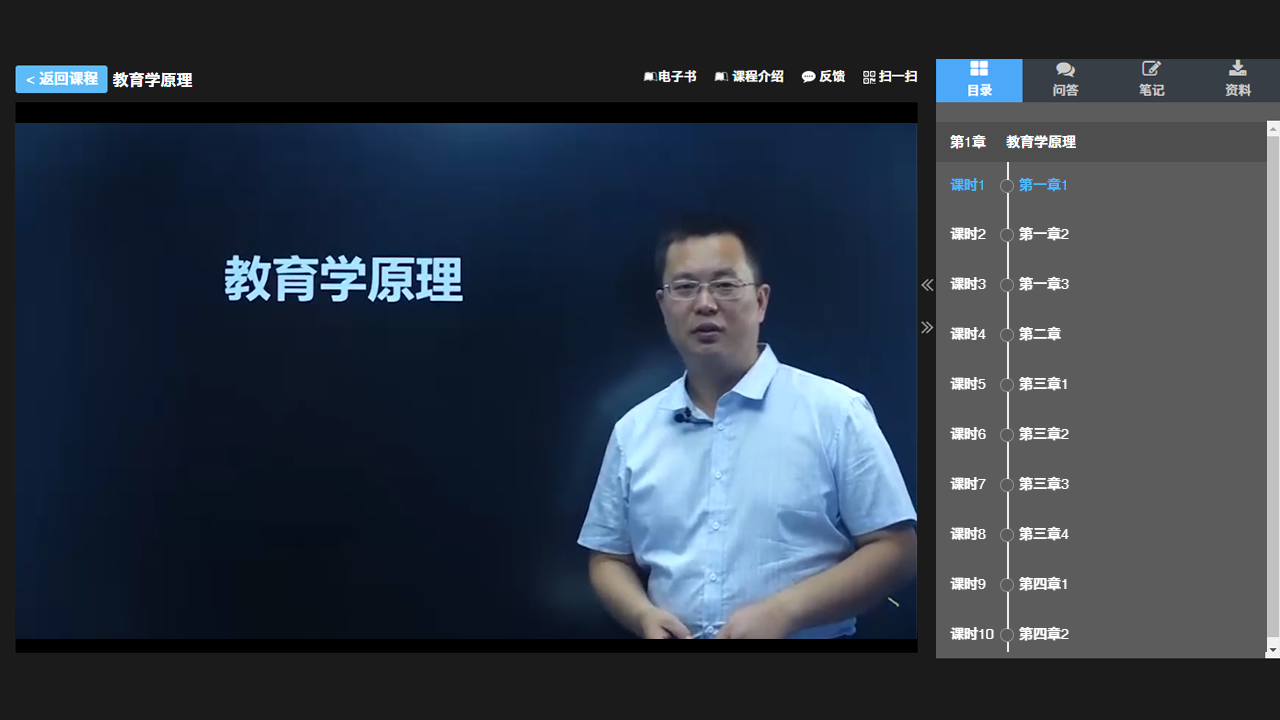 < 返回课程 教育学原理
电子书 课程介绍 反馈 扫一扫
目录 问答 笔记 资料
教育学原理
第1章 教育学原理
课时1 第一章1
课时2 第一章2
课时3 第一章3
课时4 第二章
课时5 第三章1
课时6 第三章2
课时7 第三章3
课时8 第三章4
课时9 第四章1
课时10 第四章2